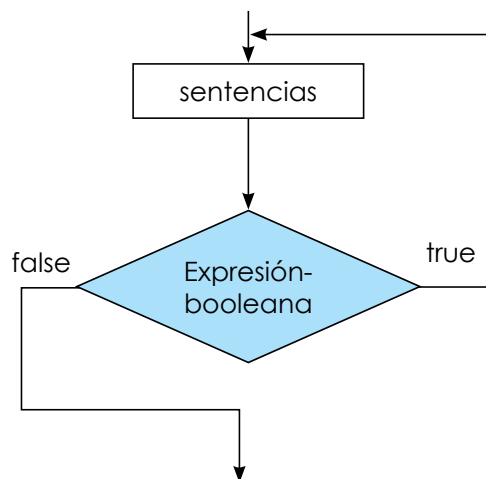 sentencias
false
Expresión-
booleana
true